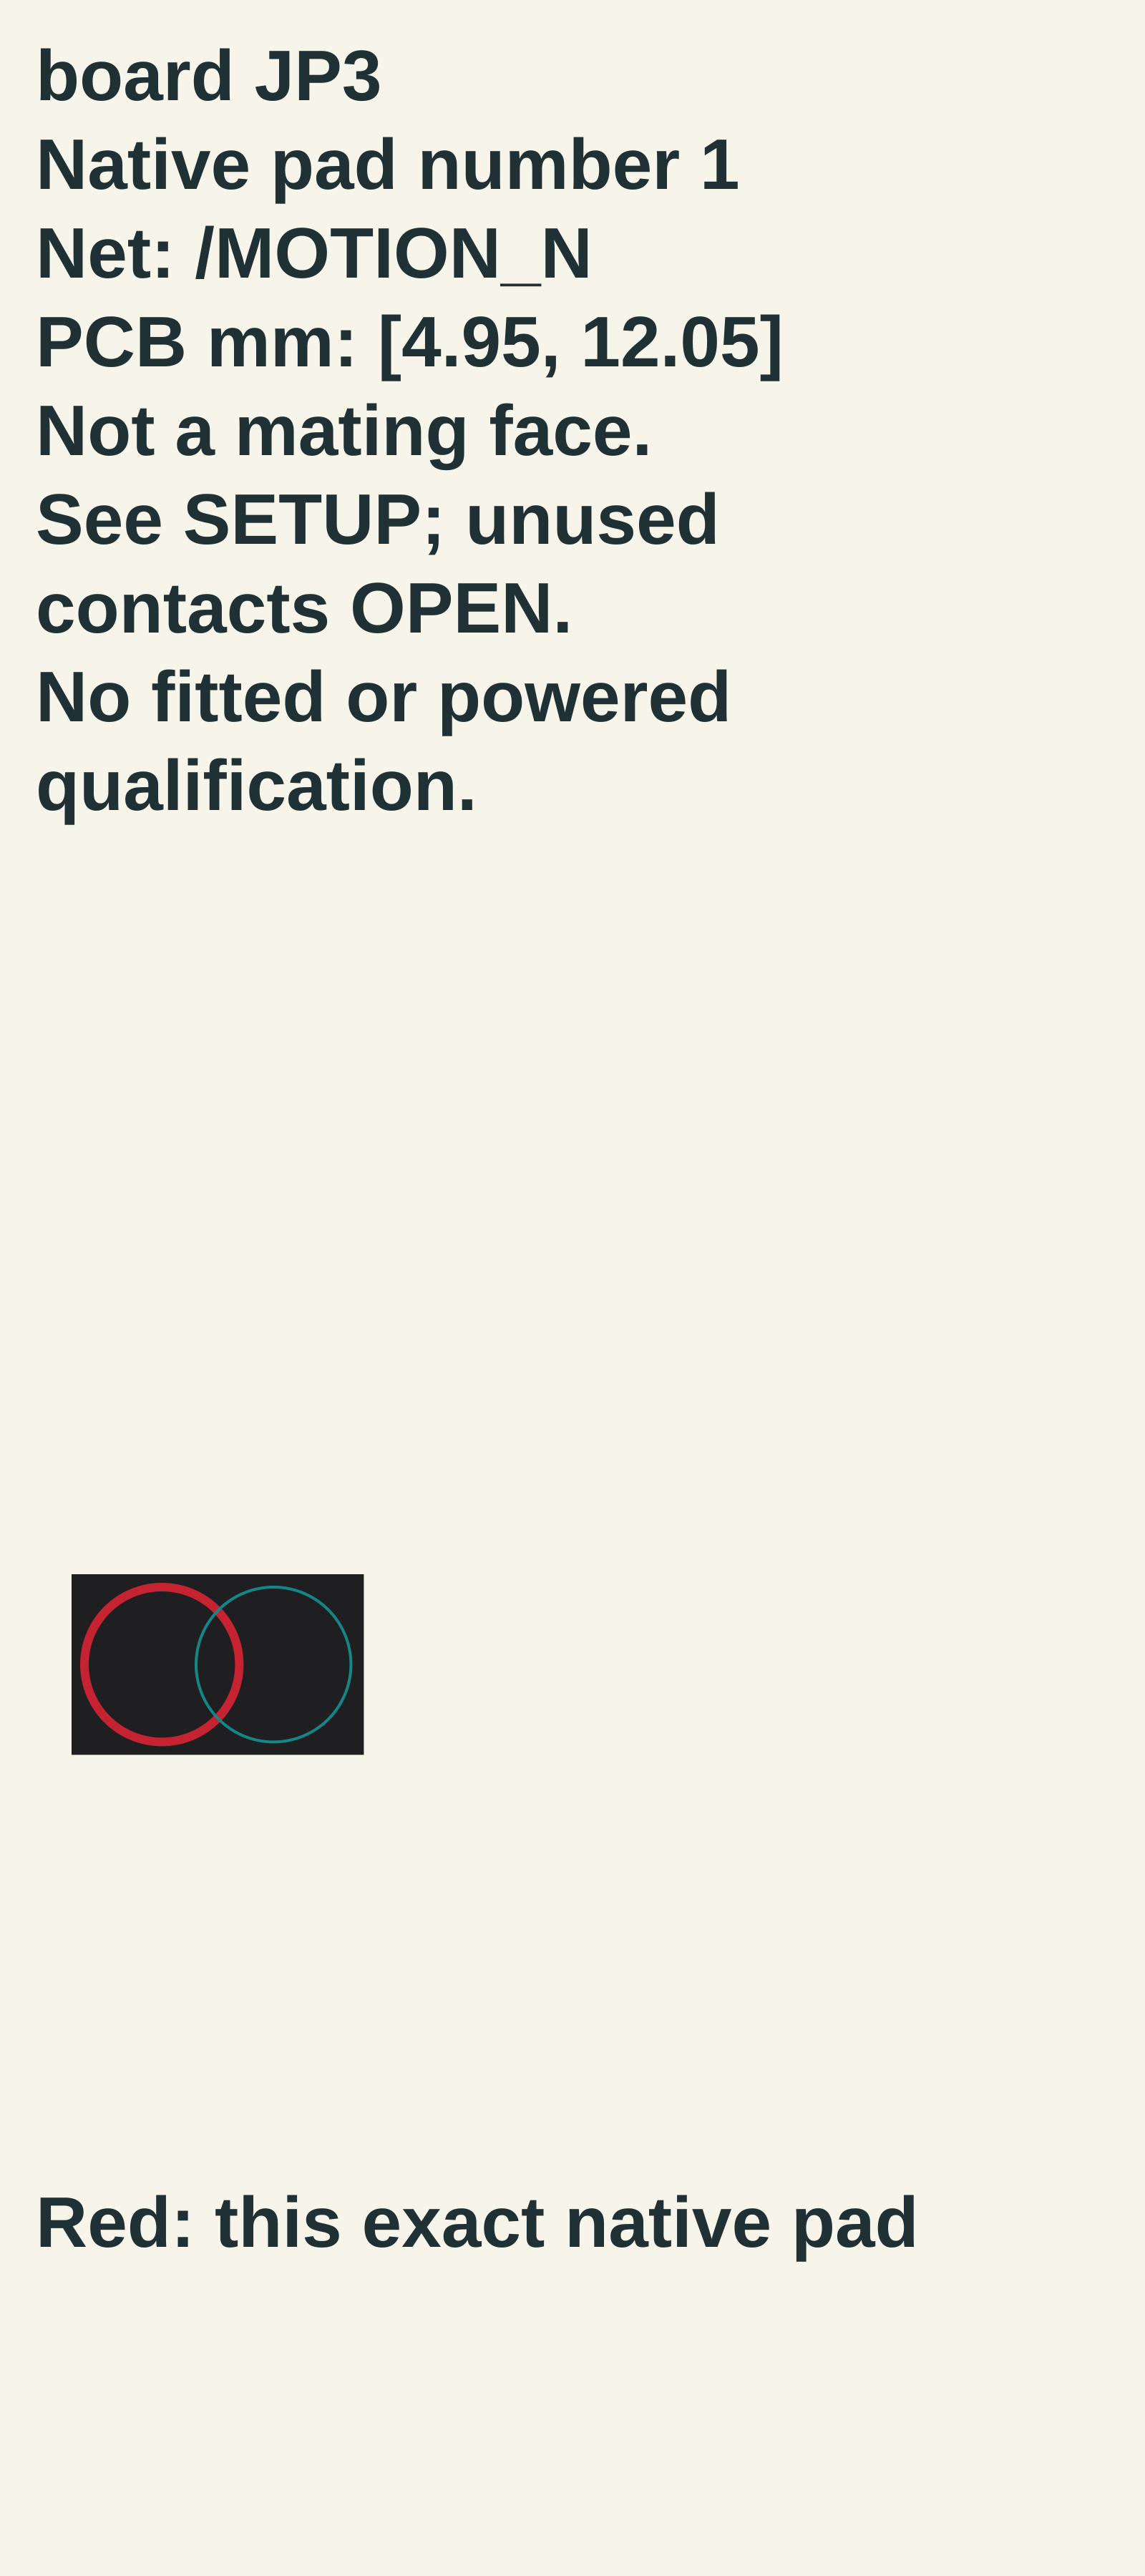 board JP3
Native pad number 1
Net: /MOTION_N
PCB mm: [4.95, 12.05]
Not a mating face.
See SETUP; unused
contacts OPEN.
No fitted or powered
qualification.
Red: this exact native pad